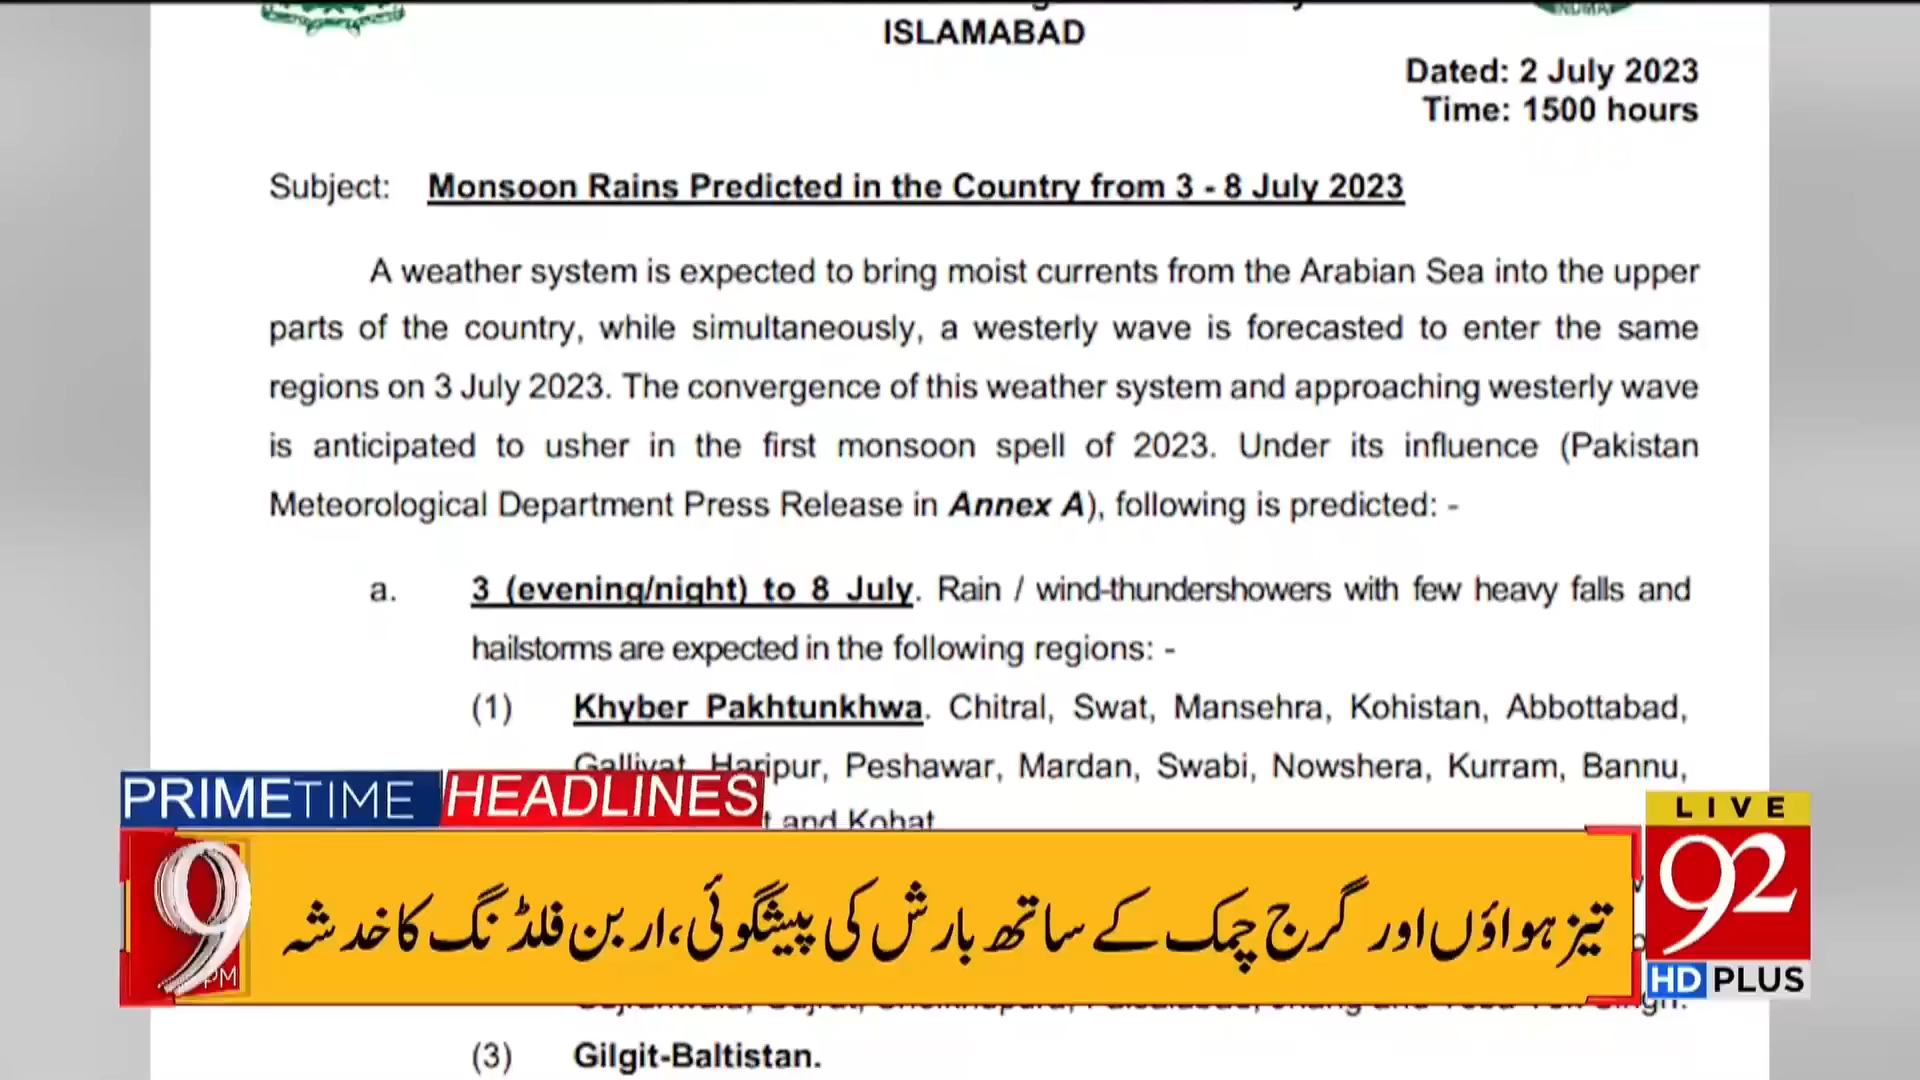 ISLAMABAD
Dated: 2 July 2023
Time: 1500 hours
Subject: Monsoon Rains Predicted in the Country from 3 - 8 July 2023
A weather system is expected to bring moist currents from the Arabian Sea into the upper
parts of the country, while simultaneously, a westerly wave is forecasted to enter the same
regions on 3 July 2023. The convergence of this weather system and approaching westerly wave
is anticipated to usher in the first monsoon spell of 2023. Under its influence (Pakistan
Meteorological Department Press Release in Annex A), following is predicted: -
a. 3 (evening/night) to 8 July. Rain / wind-thundershowers with few heavy falls and
hailstorms are expected in the following regions: -
(1) Khyber Pakhtunkhwa. Chitral, Swat, Mansehra, Kohistan, Abbottabad,
Galliyat, Haripur, Peshawar, Mardan, Swabi, Nowshera, Kurram, Bannu,
and Kohat
PRIMETIME HEADLINES
9 PM
تیز ہواؤں اور گرج چمک کے ساتھ بارش کی پیشگوئی، اربن فلڈنگ کا خدشہ
LIVE
92
HD PLUS
(3) Gilgit-Baltistan.